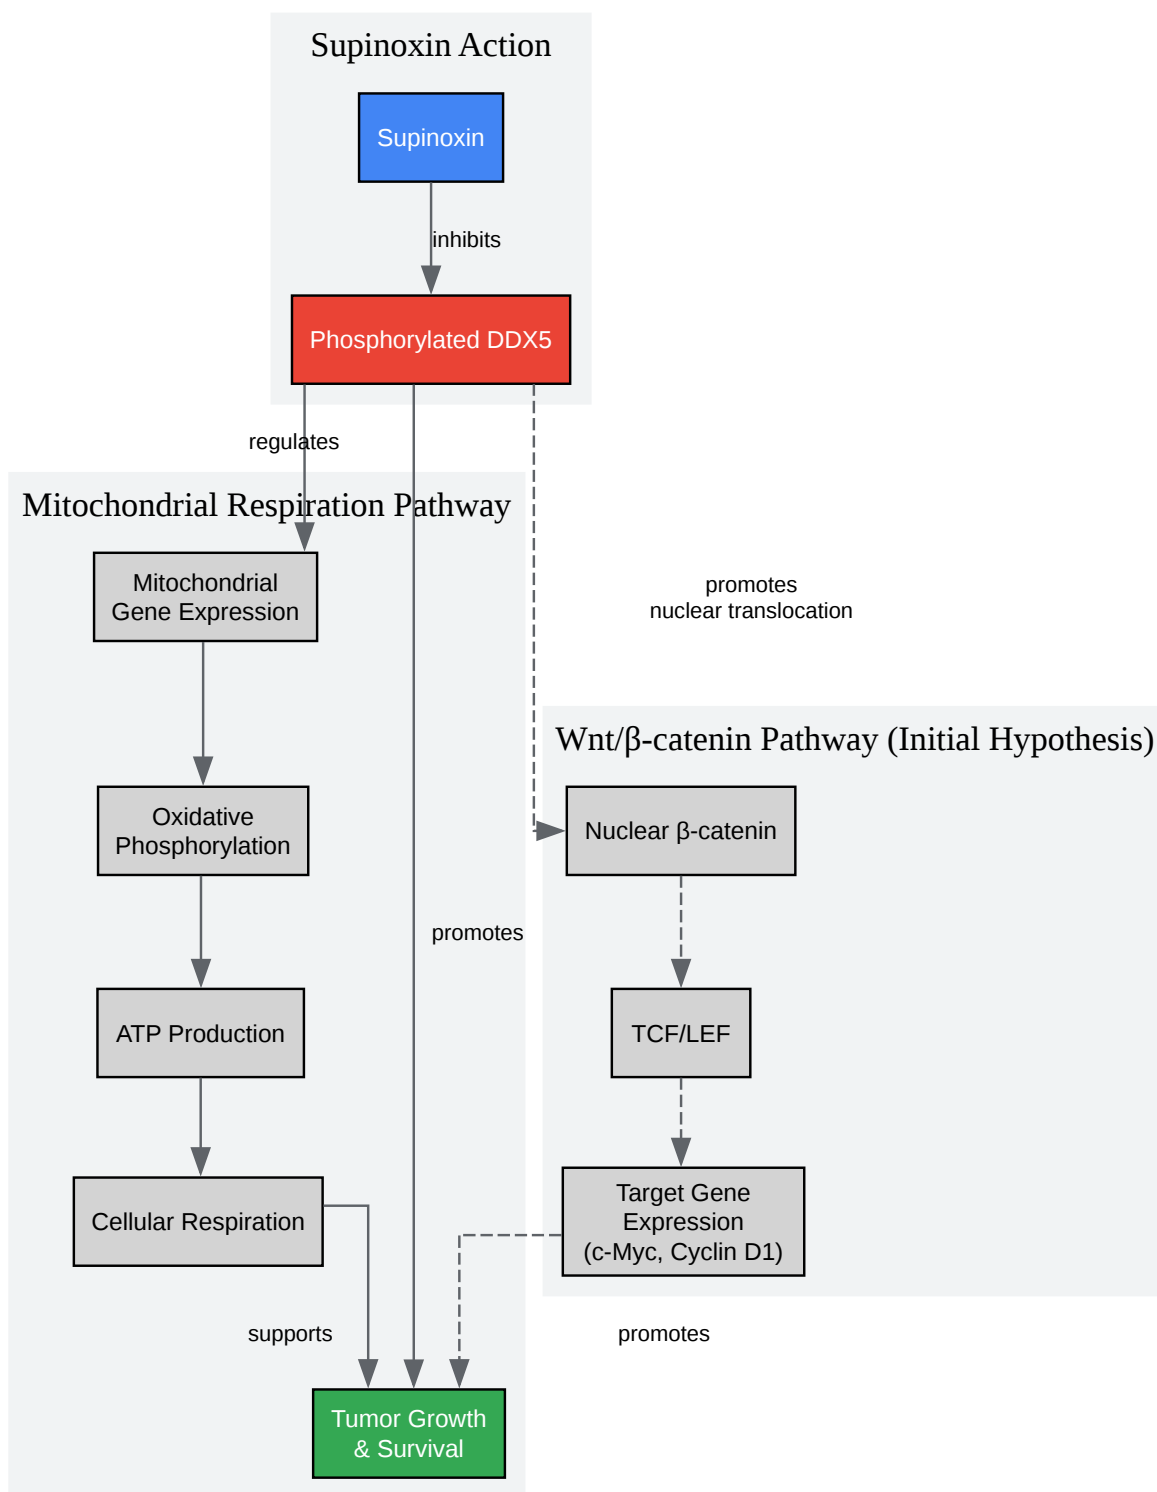 Supinoxin Action
Supinoxin
inhibits
Phosphorylated DDX5
regulates
Mitochondrial Respiration Pathway
Mitochondrial
Gene Expression
promotes
nuclear translocation
Wnt/β-catenin Pathway (Initial Hypothesis)
Oxidative
Phosphorylation
Nuclear β-catenin
promotes
ATP Production
TCF/LEF
Cellular Respiration
Target Gene
Expression
(c-Myc, Cyclin D1)
supports
promotes
Tumor Growth
& Survival